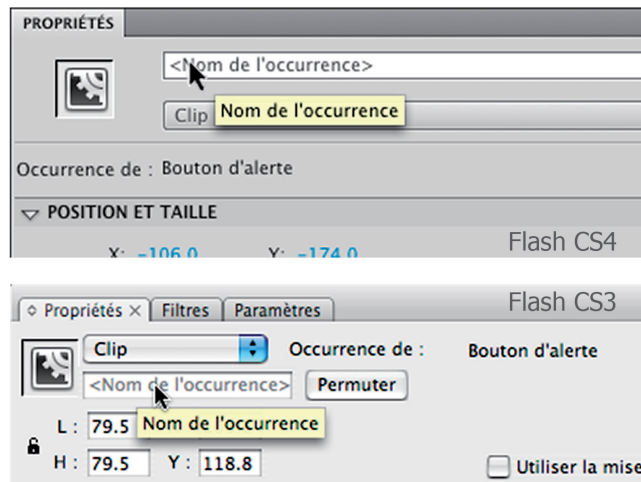 PROPRIÉTÉS
<Nom de l'occurrence>
Clip
Nom de l'occurrence
Occurrence de : Bouton d'alerte
POSITION ET TAILLE
X: -106.0 Y: -174.0
Flash CS4
Propriétés × Filtres Paramètres
Flash CS3
Clip Occurrence de : Bouton d'alerte
<Nom de l'occurrence> Permuter
Nom de l'occurrence
L : 79.5
H : 79.5 Y : 118.8
Utiliser la mise